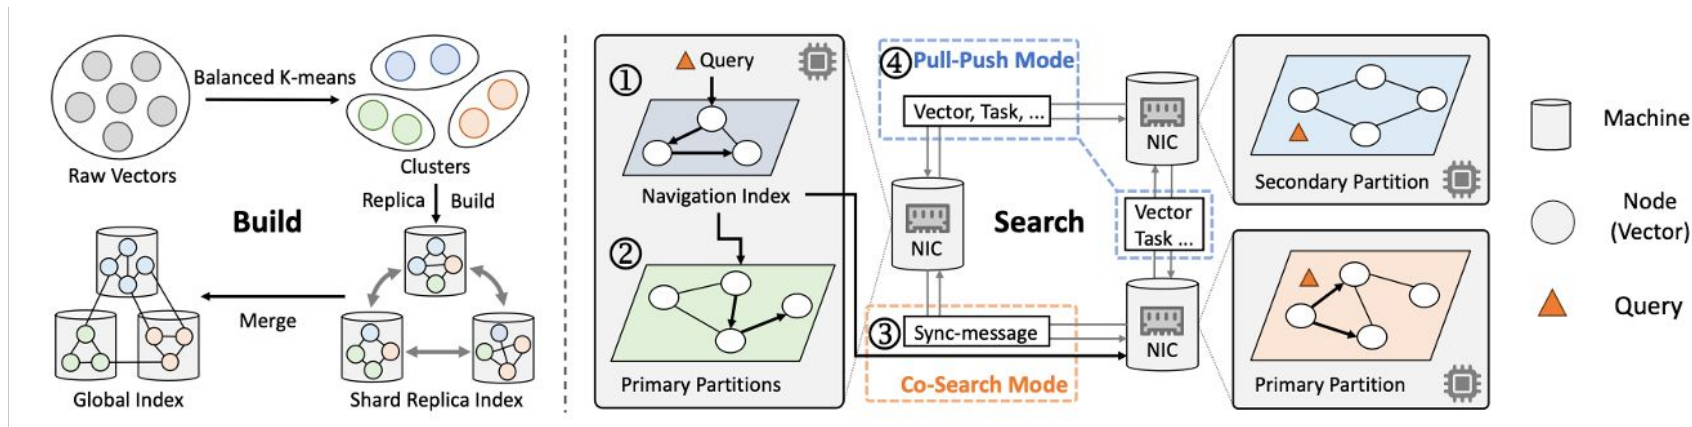 Raw Vectors
Balanced K-means
Clusters
Replica
Build
Build
Merge
Global Index
Shard Replica Index
①
Query
Navigation Index
②
Primary Partitions
④
Pull-Push Mode
Vector, Task, ...
NIC
Search
NIC
Vector
Task ...
③
Sync-message
Co-Search Mode
NIC
Secondary Partition
Primary Partition
Machine
Node
(Vector)
Query